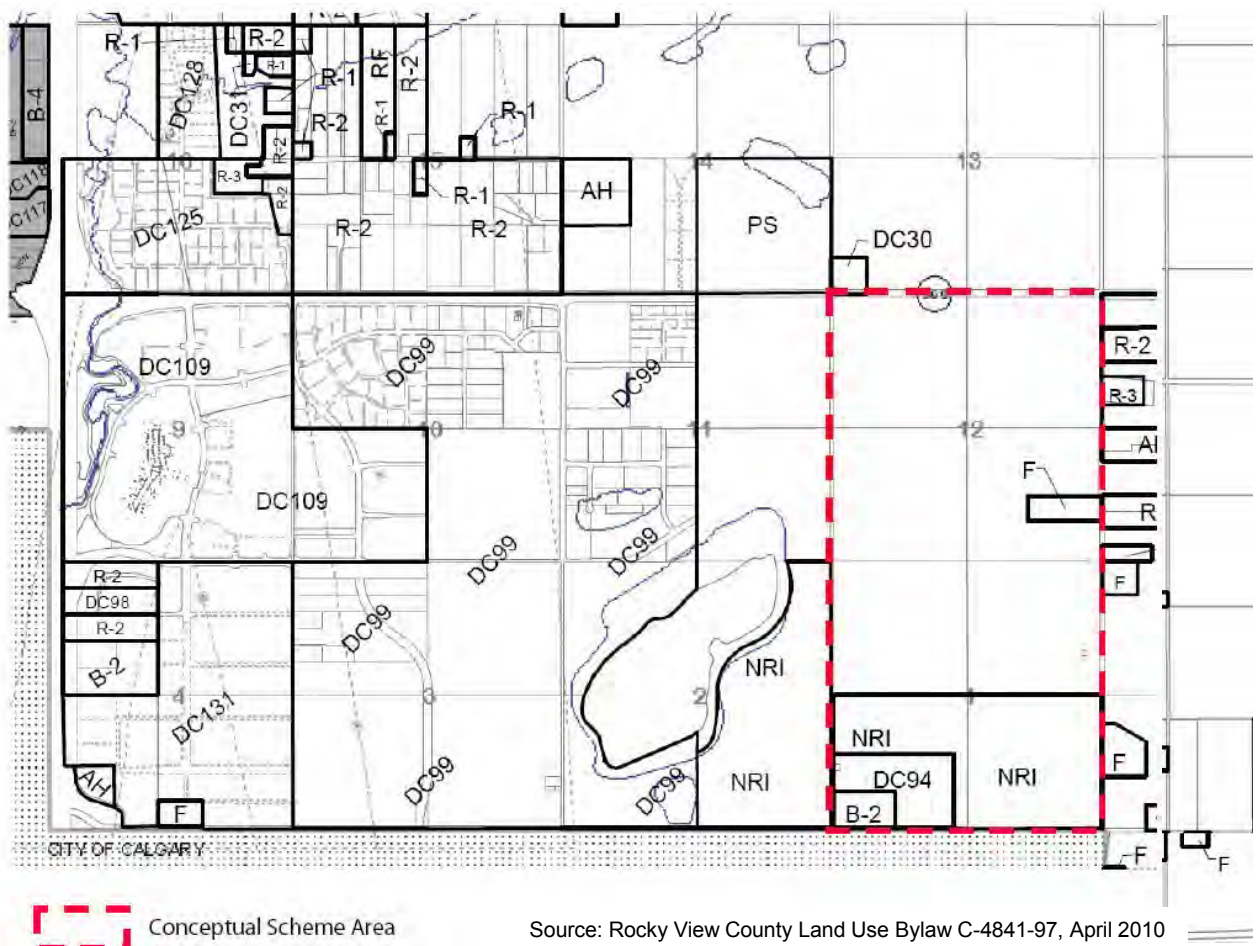 R-1
R-2
B-4
DC128
DC31
R-1
R-1
RF
R-2
R-1
R-2
R-2
R-1
16
15
14
13
DC118
DC117
R-3
R-2
R-1
AH
DC125
R-2
R-2
PS
DC30
DC109
DC99
DC99
R-2
R-3
9
10
11
12
F
DC109
DC99
DC99
R
R-2
DC98
R-2
B-2
DC99
F
NRI
4
3
2
1
DC131
NRI
AH
F
DC99
DC99
NRI
DC94
NRI
B-2
F
CITY OF CALGARY
F
F
Conceptual Scheme Area
Source: Rocky View County Land Use Bylaw C-4841-97, April 2010